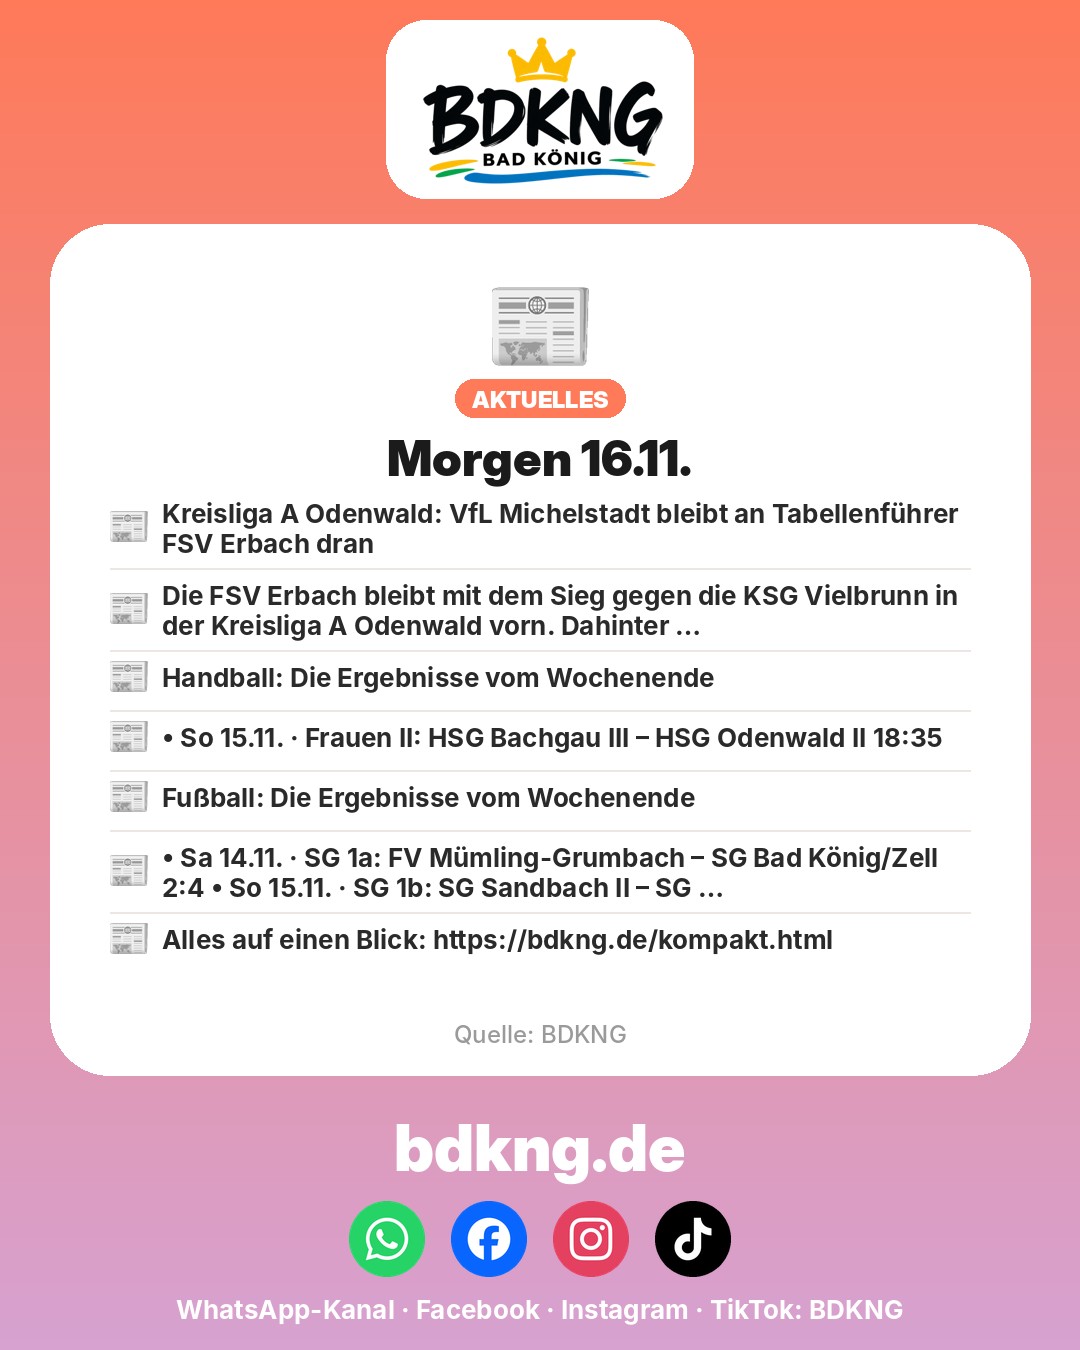 BDKNG
BAD KÖNIG
AKTUELLES
Morgen 16.11.
Kreisliga A Odenwald: VfL Michelstadt bleibt an Tabellenführer
FSV Erbach dran
Die FSV Erbach bleibt mit dem Sieg gegen die KSG Vielbrunn in
der Kreisliga A Odenwald vorn. Dahinter ...
Handball: Die Ergebnisse vom Wochenende
• So 15.11. · Frauen II: HSG Bachgau III – HSG Odenwald II 18:35
Fußball: Die Ergebnisse vom Wochenende
• Sa 14.11. · SG 1a: FV Mümling-Grumbach – SG Bad König/Zell
2:4 • So 15.11. · SG 1b: SG Sandbach II – SG ...
Alles auf einen Blick: https://bdkng.de/kompakt.html
Quelle: BDKNG
bdkng.de
WhatsApp-Kanal · Facebook · Instagram · TikTok: BDKNG